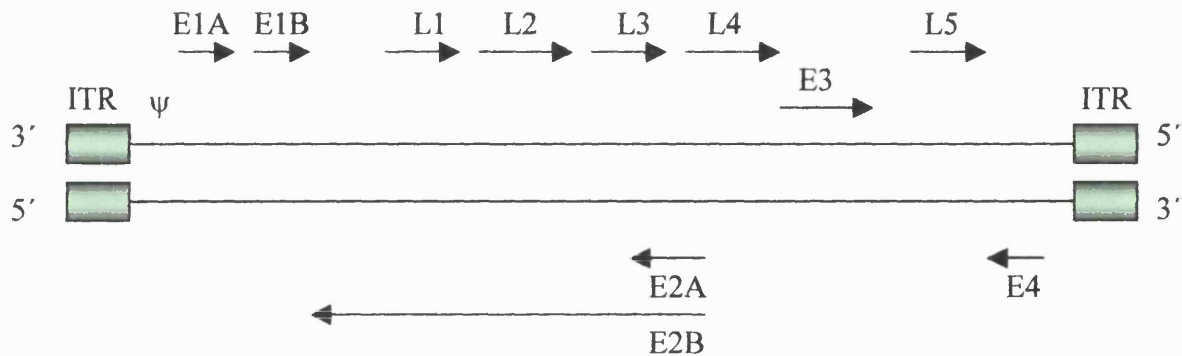 E1A E1B L1 L2 L3 L4 L5
E3
ITR ψ ITR
3´ 5´
5´ 3´
E2A E4
E2B